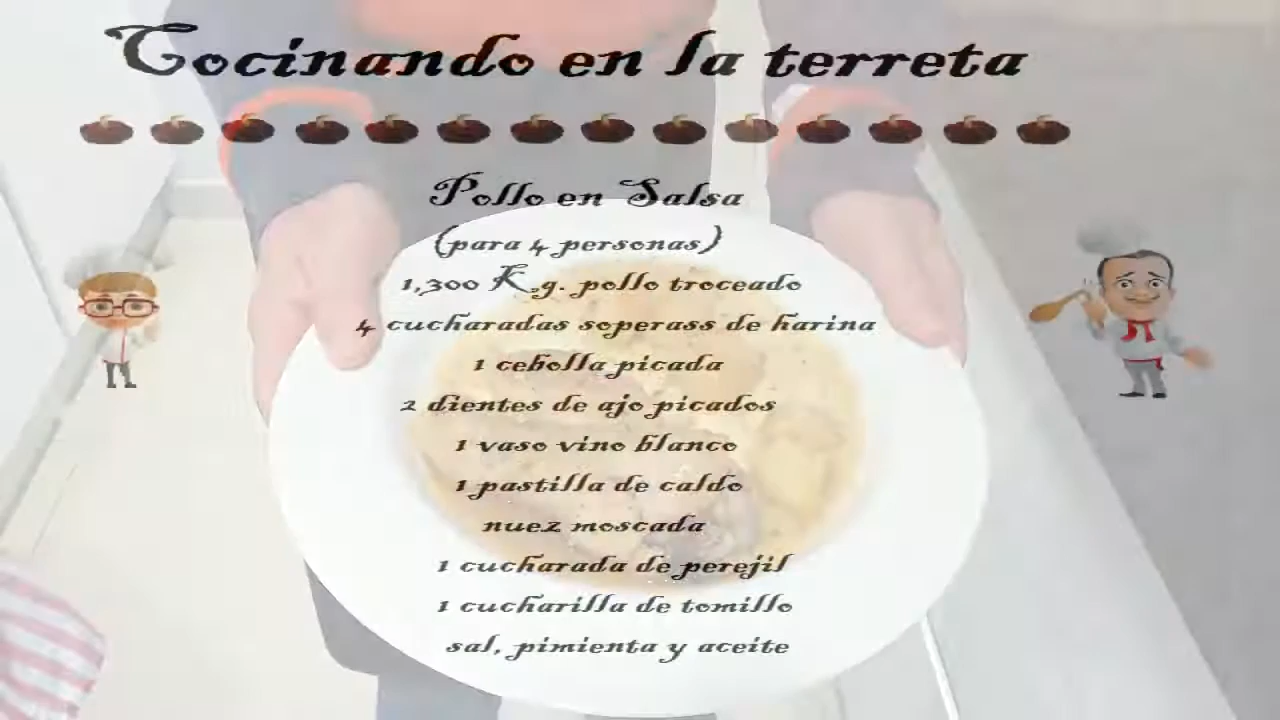 Cocinando en la terreta
Pollo en Salsa
(para 4 personas)
1,300 Kg. pollo troceado
4 cucharadas soperass de harina
1 cebolla picada
2 dientes de ajo picados
1 vaso vino blanco
1 pastilla de caldo
nuez moscada
1 cucharada de perejil
1 cucharilla de tomillo
sal, pimienta y aceite